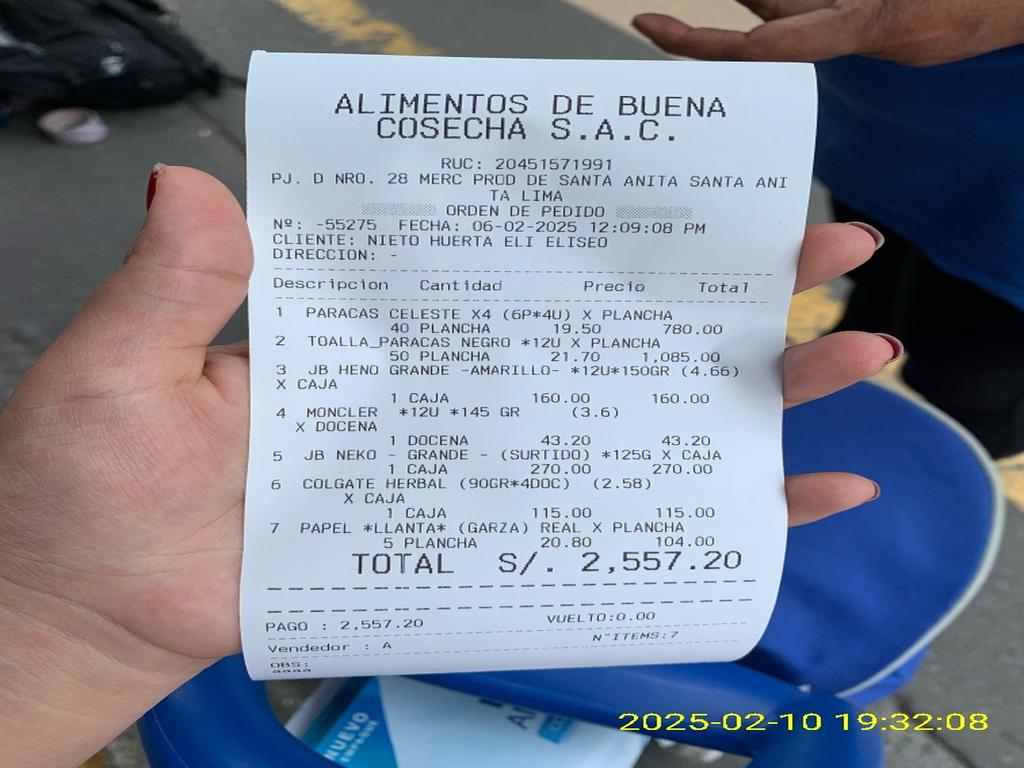 ALIMENTOS DE BUENA
COSECHA S.A.C.
RUC: 20451571991
PJ. D NRO. 28 MERC PROD DE SANTA ANITA SANTA ANI
TA LIMA
ORDEN DE PEDIDO
Nº: -55275 FECHA: 06-02-2025 12:09:08 PM
CLIENTE: NIETO HUERTA ELI ELISEO
DIRECCION: -
Descripcion Cantidad Precio Total
1 PARACAS CELESTE X4 (6P*4U) X PLANCHA
40 PLANCHA 19.50 780.00
2 TOALLA_PARACAS NEGRO *12U X PLANCHA
50 PLANCHA 21.70 1,085.00
3 JB HENO GRANDE -AMARILLO- *12U*150GR (4.66)
X CAJA
1 CAJA 160.00 160.00
4 MONCLER *12U *145 GR (3.6)
X DOCENA
1 DOCENA 43.20 43.20
5 JB NEKO - GRANDE - (SURTIDO) *125G X CAJA
1 CAJA 270.00 270.00
6 COLGATE HERBAL (90GR*4DOC) (2.58)
X CAJA
1 CAJA 115.00 115.00
7 PAPEL *LLANTA* (GARZA) REAL X PLANCHA
5 PLANCHA 20.80 104.00
TOTAL S/. 2,557.20
PAGO : 2,557.20 VUELTO:0.00
N°ITEMS:7
Vendedor : A
OBS:
NUEVO
EMPAQUE
2025-02-10 19:32:08